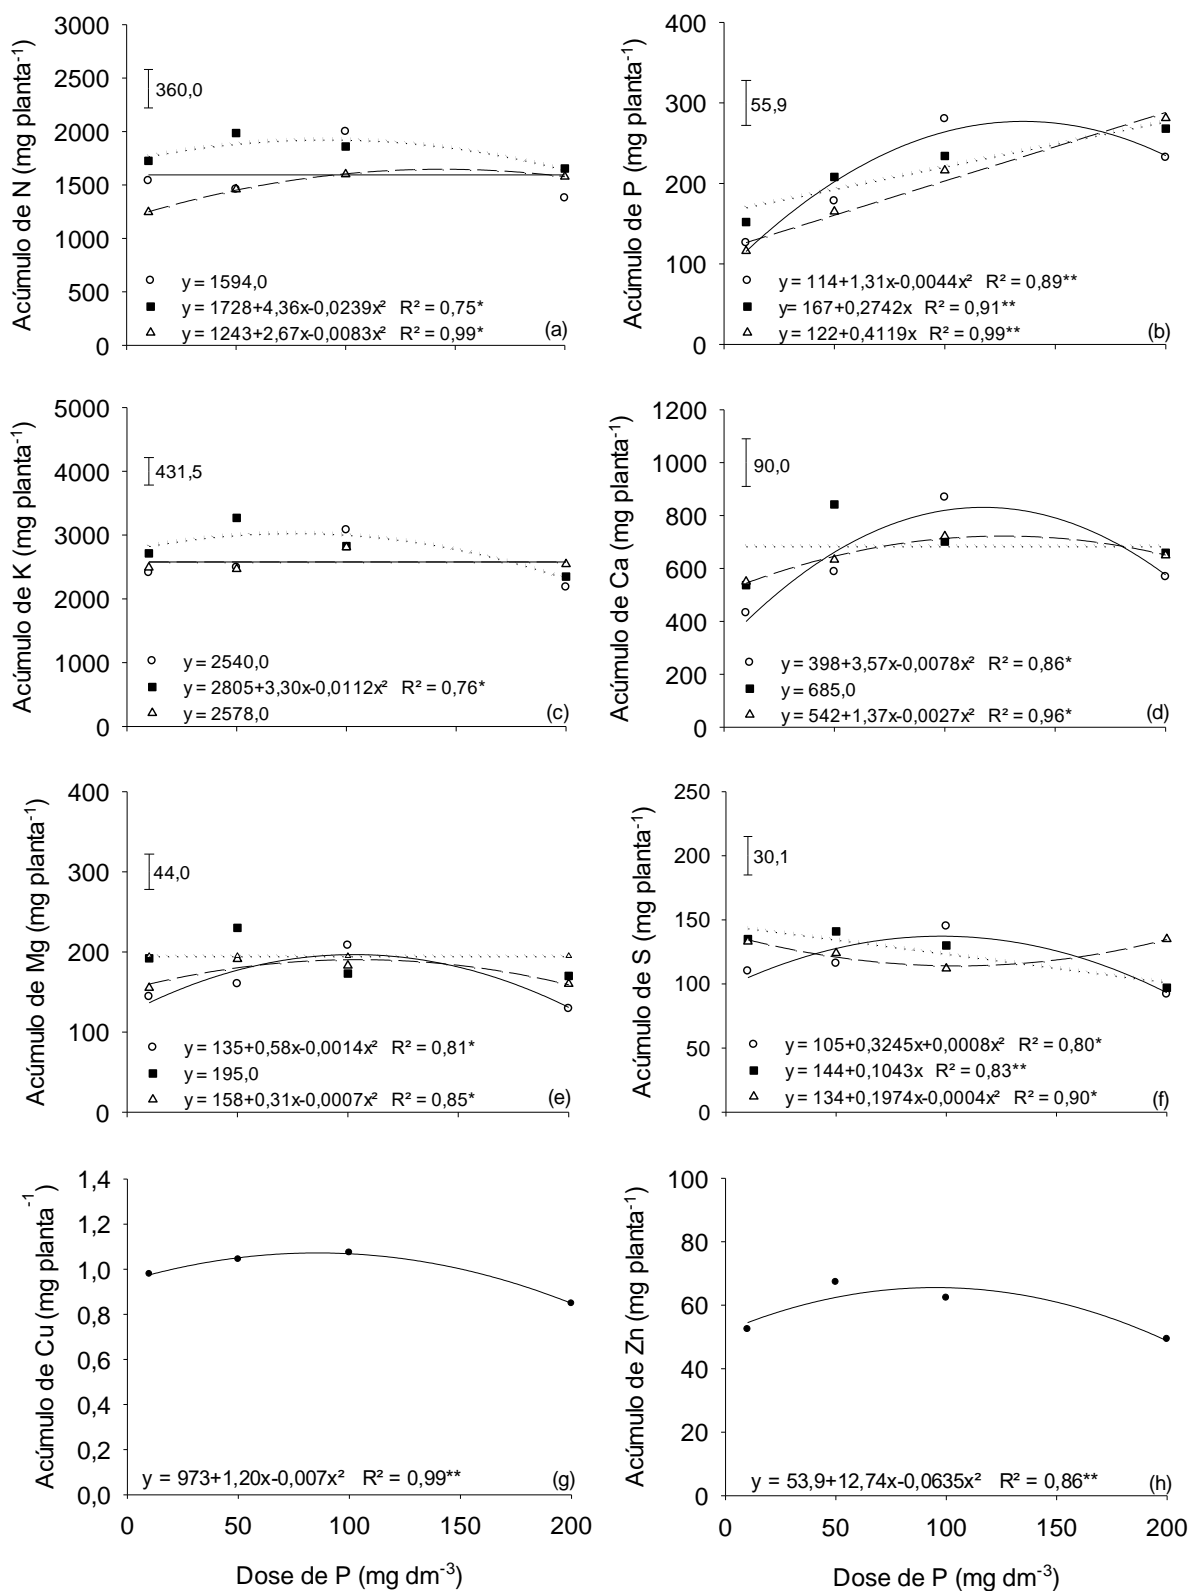 Acúmulo de N (mg planta⁻¹)
3000
2500
2000
1500
1000
500
0
360,0
y = 1594,0
y = 1728+4,36x-0,0239x² R² = 0,75*
y = 1243+2,67x-0,0083x² R² = 0,99*
(a)
Acúmulo de P (mg planta⁻¹)
400
300
200
100
0
55,9
y = 114+1,31x-0,0044x² R² = 0,89**
y= 167+0,2742x R² = 0,91**
y = 122+0,4119x R² = 0,99**
(b)
Acúmulo de K (mg planta⁻¹)
5000
4000
3000
2000
1000
0
431,5
y = 2540,0
y = 2805+3,30x-0,0112x² R² = 0,76*
y = 2578,0
(c)
Acúmulo de Ca (mg planta⁻¹)
1200
1000
800
600
400
200
0
90,0
y = 398+3,57x-0,0078x² R² = 0,86*
y = 685,0
y = 542+1,37x-0,0027x² R² = 0,96*
(d)
Acúmulo de Mg (mg planta⁻¹)
400
300
200
100
0
44,0
y = 135+0,58x-0,0014x² R² = 0,81*
y = 195,0
y = 158+0,31x-0,0007x² R² = 0,85*
(e)
Acúmulo de S (mg planta⁻¹)
250
200
150
100
50
0
30,1
y = 105+0,3245x+0,0008x² R² = 0,80*
y = 144+0,1043x R² = 0,83**
y = 134+0,1974x-0,0004x² R² = 0,90*
(f)
Acúmulo de Cu (mg planta⁻¹)
1,4
1,2
1,0
0,8
0,6
0,4
0,2
0,0
y = 973+1,20x-0,007x² R² = 0,99**
(g)
0 50 100 150 200
Dose de P (mg dm⁻³)
Acúmulo de Zn (mg planta⁻¹)
100
80
60
40
20
0
y = 53,9+12,74x-0,0635x² R² = 0,86**
(h)
0 50 100 150 200
Dose de P (mg dm⁻³)